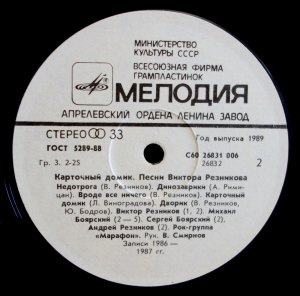 МИНИСТЕРСТВО
КУЛЬТУРЫ СССР
ВСЕСОЮЗНАЯ ФИРМА
ГРАМПЛАСТИНОК
МЕЛОДИЯ
АПРЕЛЕВСКИЙ ОРДЕНА ЛЕНИНА ЗАВОД
СТЕРЕО 33
Год выпуска 1989
ГОСТ 5289-88
С60 26831 006
Гр. 3. 2-25
26832
2
Карточный домик. Песни Виктора Резникова
Недотрога (В. Резников). Динозаврики (А. Рими-
цан). Вроде все ничего (В. Резников). Карточный
домик (Л. Виноградова). Дворик (В. Резников,
Ю. Бодров). Виктор Резников (1, 2). Михаил
Боярский (2—5). Сергей Боярский (2),
Андрей Резников (2). Рок-группа
«Марафон». Рук. В. Смирнов
Записи 1986—
1987 гг.